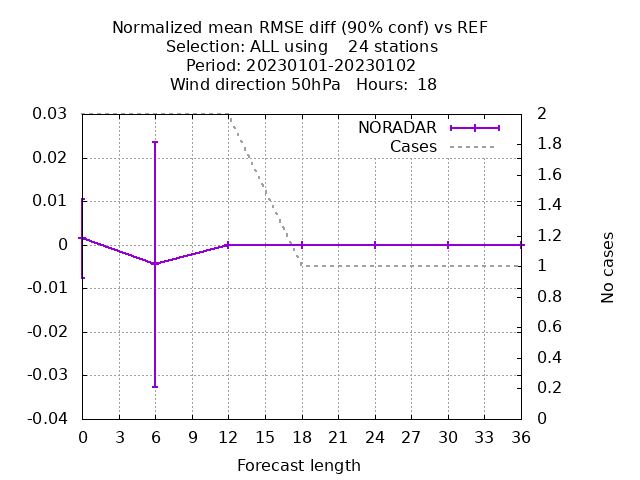 Normalized mean RMSE diff (90% conf) vs REF
Selection: ALL using    24 stations
Period: 20230101-20230102
Wind direction 50hPa   Hours:  18
NORADAR
Cases
0.03
0.02
0.01
0
-0.01
-0.02
-0.03
-0.04
2
1.8
1.6
1.4
1.2
1
0.8
0.6
0.4
0.2
0
No cases
0 3 6 9 12 15 18 21 24 27 30 33 36
Forecast length